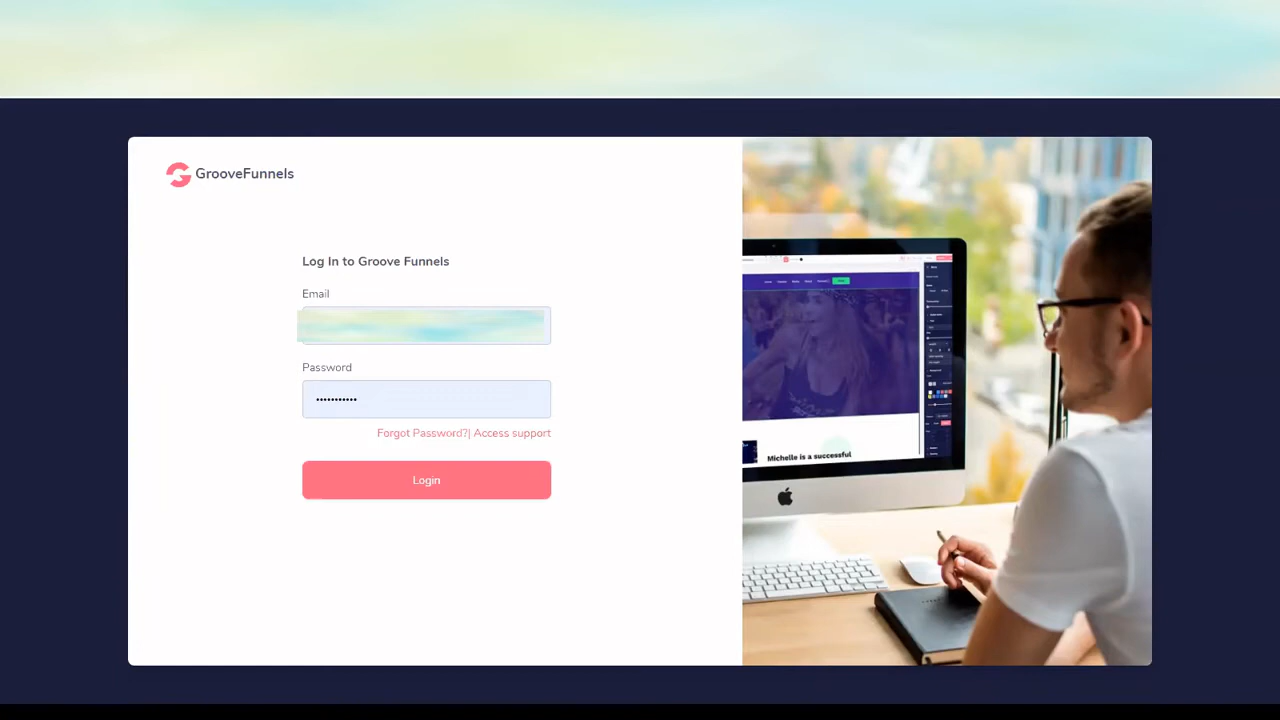 GrooveFunnels
Log In to Groove Funnels
Email
Password
•••••••••••
Forgot Password?| Access support
Login
Michelle is a successful